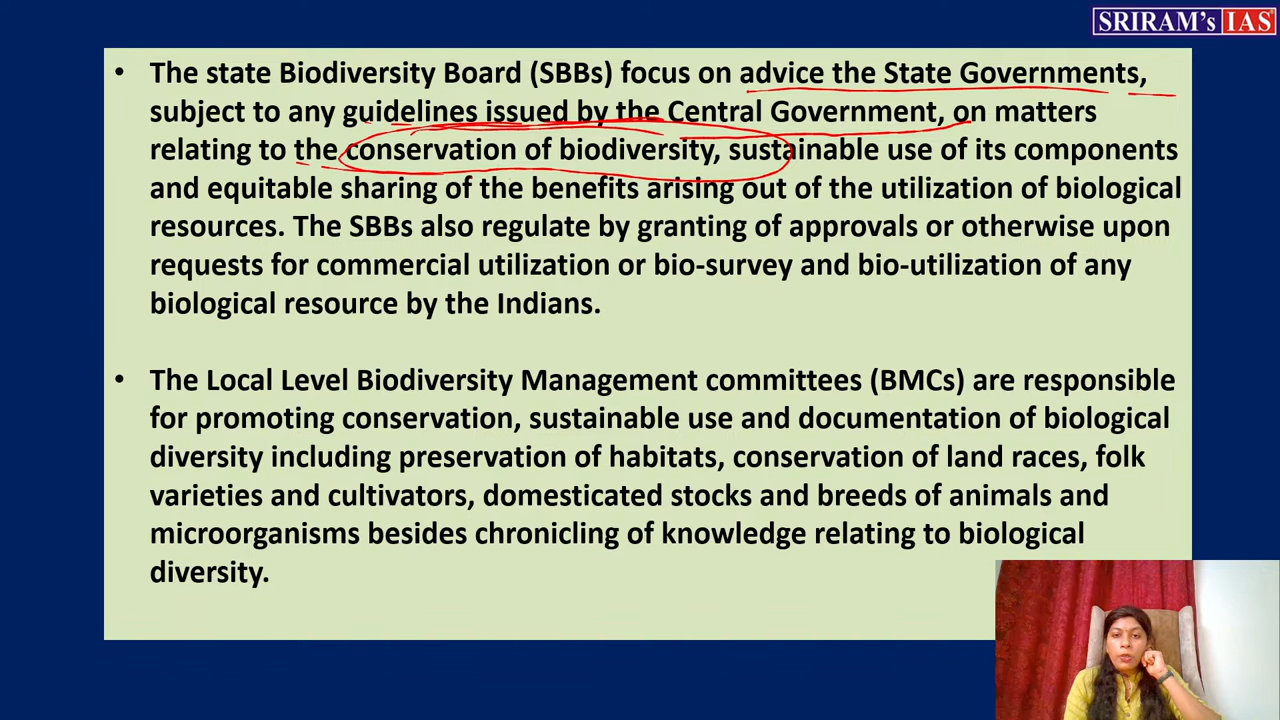 SRIRAM's IAS
• The state Biodiversity Board (SBBs) focus on advice the State Governments,
subject to any guidelines issued by the Central Government, on matters
relating to the conservation of biodiversity, sustainable use of its components
and equitable sharing of the benefits arising out of the utilization of biological
resources. The SBBs also regulate by granting of approvals or otherwise upon
requests for commercial utilization or bio-survey and bio-utilization of any
biological resource by the Indians.
• The Local Level Biodiversity Management committees (BMCs) are responsible
for promoting conservation, sustainable use and documentation of biological
diversity including preservation of habitats, conservation of land races, folk
varieties and cultivators, domesticated stocks and breeds of animals and
microorganisms besides chronicling of knowledge relating to biological
diversity.